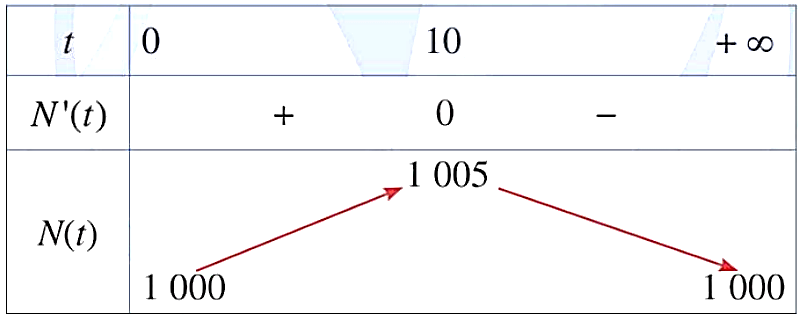 t 0 10 + ∞
N'(t) + 0 −
1 005
N(t)
1 000 1 000